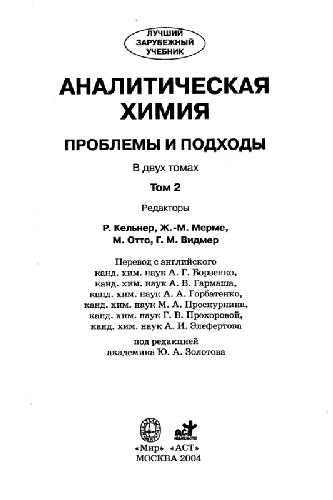 ЛУЧШИЙ
ЗАРУБЕЖНЫЙ
УЧЕБНИК
АНАЛИТИЧЕСКАЯ
ХИМИЯ
ПРОБЛЕМЫ И ПОДХОДЫ
В двух томах
Том 2
Редакторы
Р. Кельнер, Ж.-М. Мерме,
М. Отто, Г. М. Видмер
Перевод с английского
канд. хим. наук А. Г. Борзенко,
канд. хим. наук А. В. Гармаша,
канд. хим. наук А. А. Горбатенко,
канд. хим. наук М. А. Проскурнина,
канд. хим. наук Г. В. Прохоровой,
канд. хим. наук А. И. Элефертова
под редакцией
академика Ю. А. Золотова
аст
«Мир» «АСТ»
МОСКВА 2004